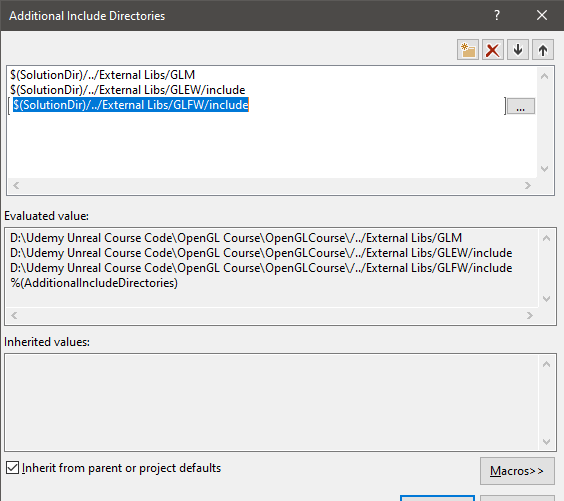 Additional Include Directories
$(SolutionDir)/../External Libs/GLM
$(SolutionDir)/../External Libs/GLEW/include
$(SolutionDir)/../External Libs/GLFW/include
...
Evaluated value:
D:\Udemy Unreal Course Code\OpenGL Course\OpenGLCourse\/../External Libs/GLM
D:\Udemy Unreal Course Code\OpenGL Course\OpenGLCourse\/../External Libs/GLEW/include
D:\Udemy Unreal Course Code\OpenGL Course\OpenGLCourse\/../External Libs/GLFW/include
%(AdditionalIncludeDirectories)
Inherited values:
Inherit from parent or project defaults
Macros>>